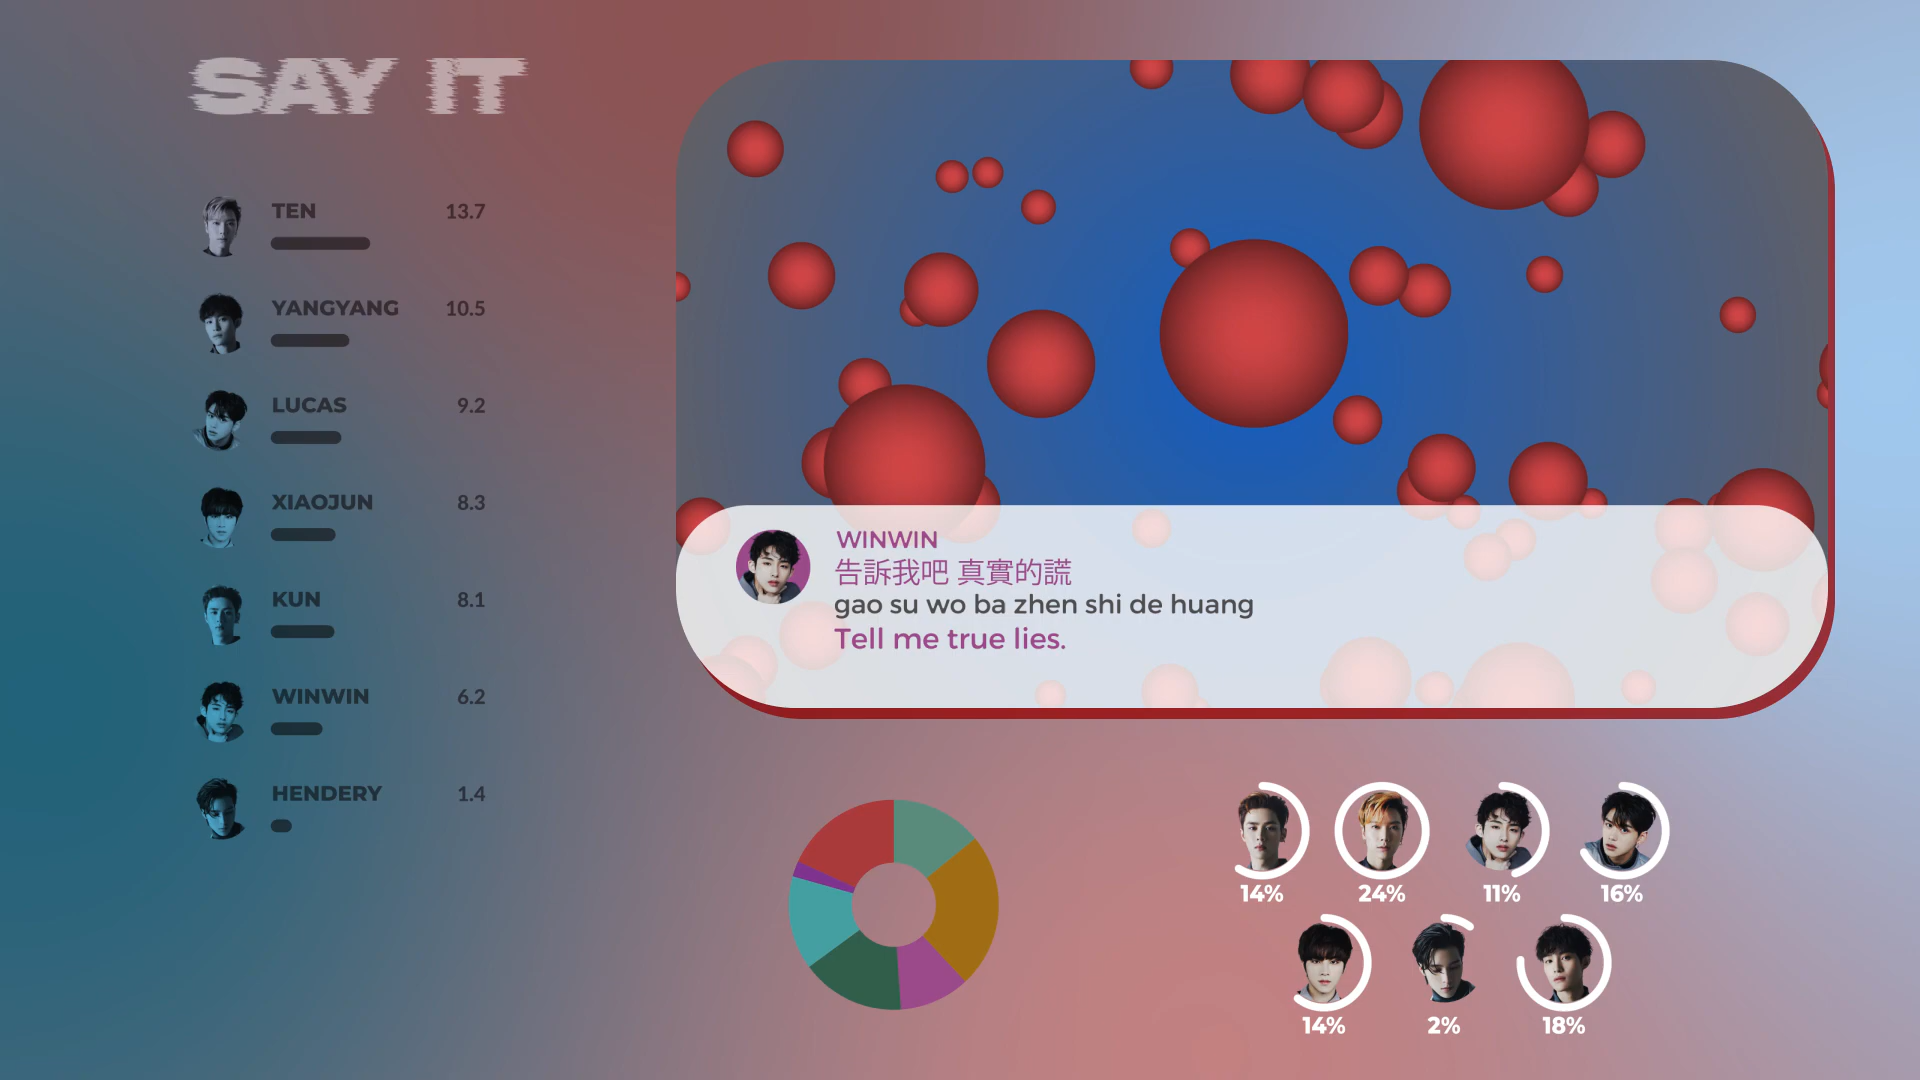 SAY IT
TEN 13.7
YANGYANG 10.5
LUCAS 9.2
XIAOJUN 8.3
KUN 8.1
WINWIN 6.2
HENDERY 1.4
WINWIN
告訴我吧 真實的謊
gao su wo ba zhen shi de huang
Tell me true lies.
14% 24% 11% 16%
14% 2% 18%